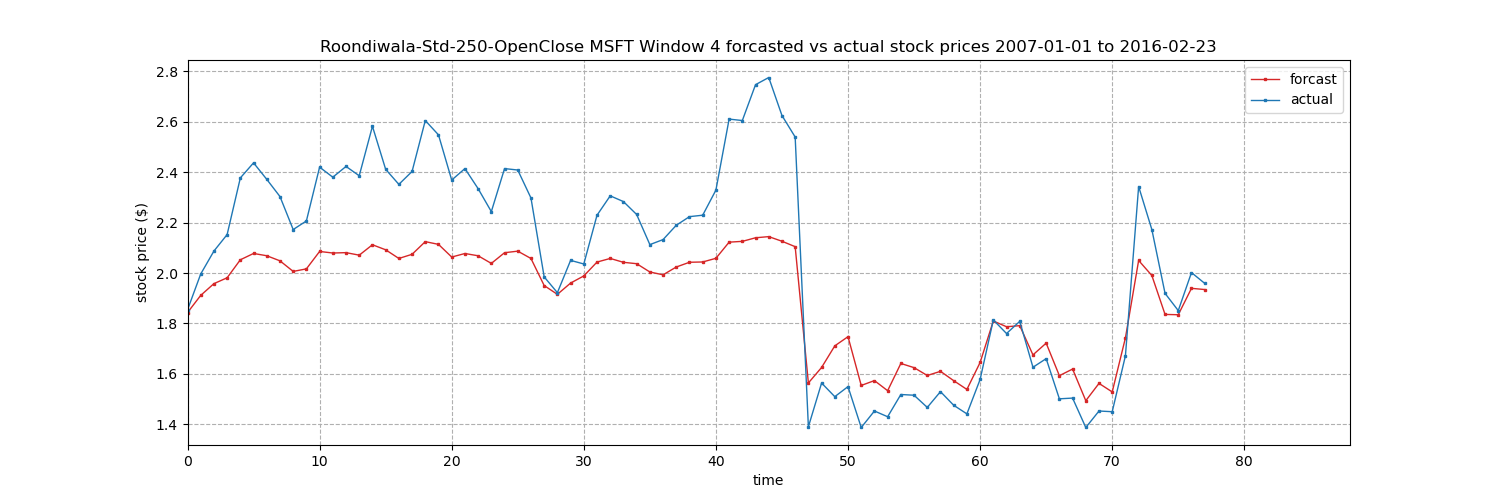 Roondiwala-Std-250-OpenClose MSFT Window 4 forcasted vs actual stock prices 2007-01-01 to 2016-02-23
forcast
actual
stock price ($)
2.8
2.6
2.4
2.2
2.0
1.8
1.6
1.4
0 10 20 30 40 50 60 70 80
time